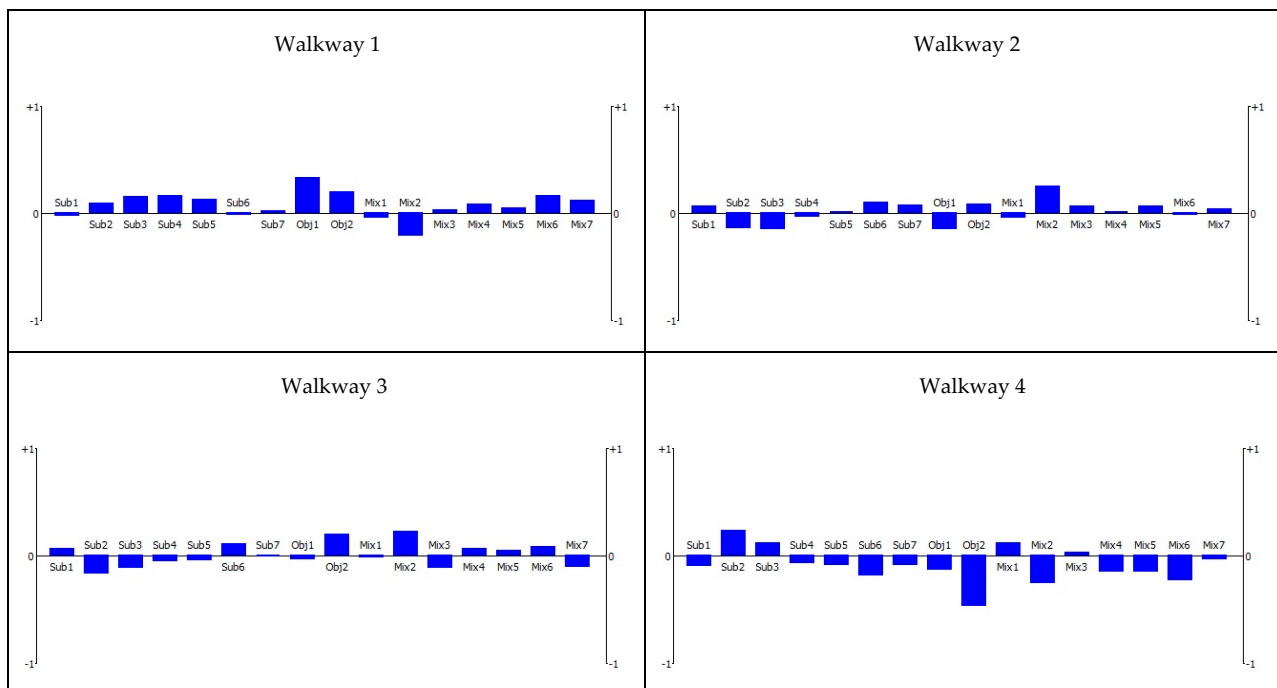 Walkway 1
+1 +1
Sub1 Sub6 Mix1 Mix2
0 0
Sub2 Sub3 Sub4 Sub5 Sub7 Obj1 Obj2 Mix3 Mix4 Mix5 Mix6 Mix7
-1 -1
Walkway 2
+1 +1
Sub2 Sub3 Sub4 Obj1 Mix1 Mix6
0 0
Sub1 Sub5 Sub6 Sub7 Obj2 Mix2 Mix3 Mix4 Mix5 Mix7
-1 -1
Walkway 3
+1 +1
Sub2 Sub3 Sub4 Sub5 Sub7 Obj1 Mix1 Mix3 Mix7
0 0
Sub1 Sub6 Obj2 Mix2 Mix4 Mix5 Mix6
-1 -1
Walkway 4
+1 +1
Sub1 Sub4 Sub5 Sub6 Sub7 Obj1 Obj2 Mix2 Mix4 Mix5 Mix6 Mix7
0 0
Sub2 Sub3 Mix1 Mix3
-1 -1